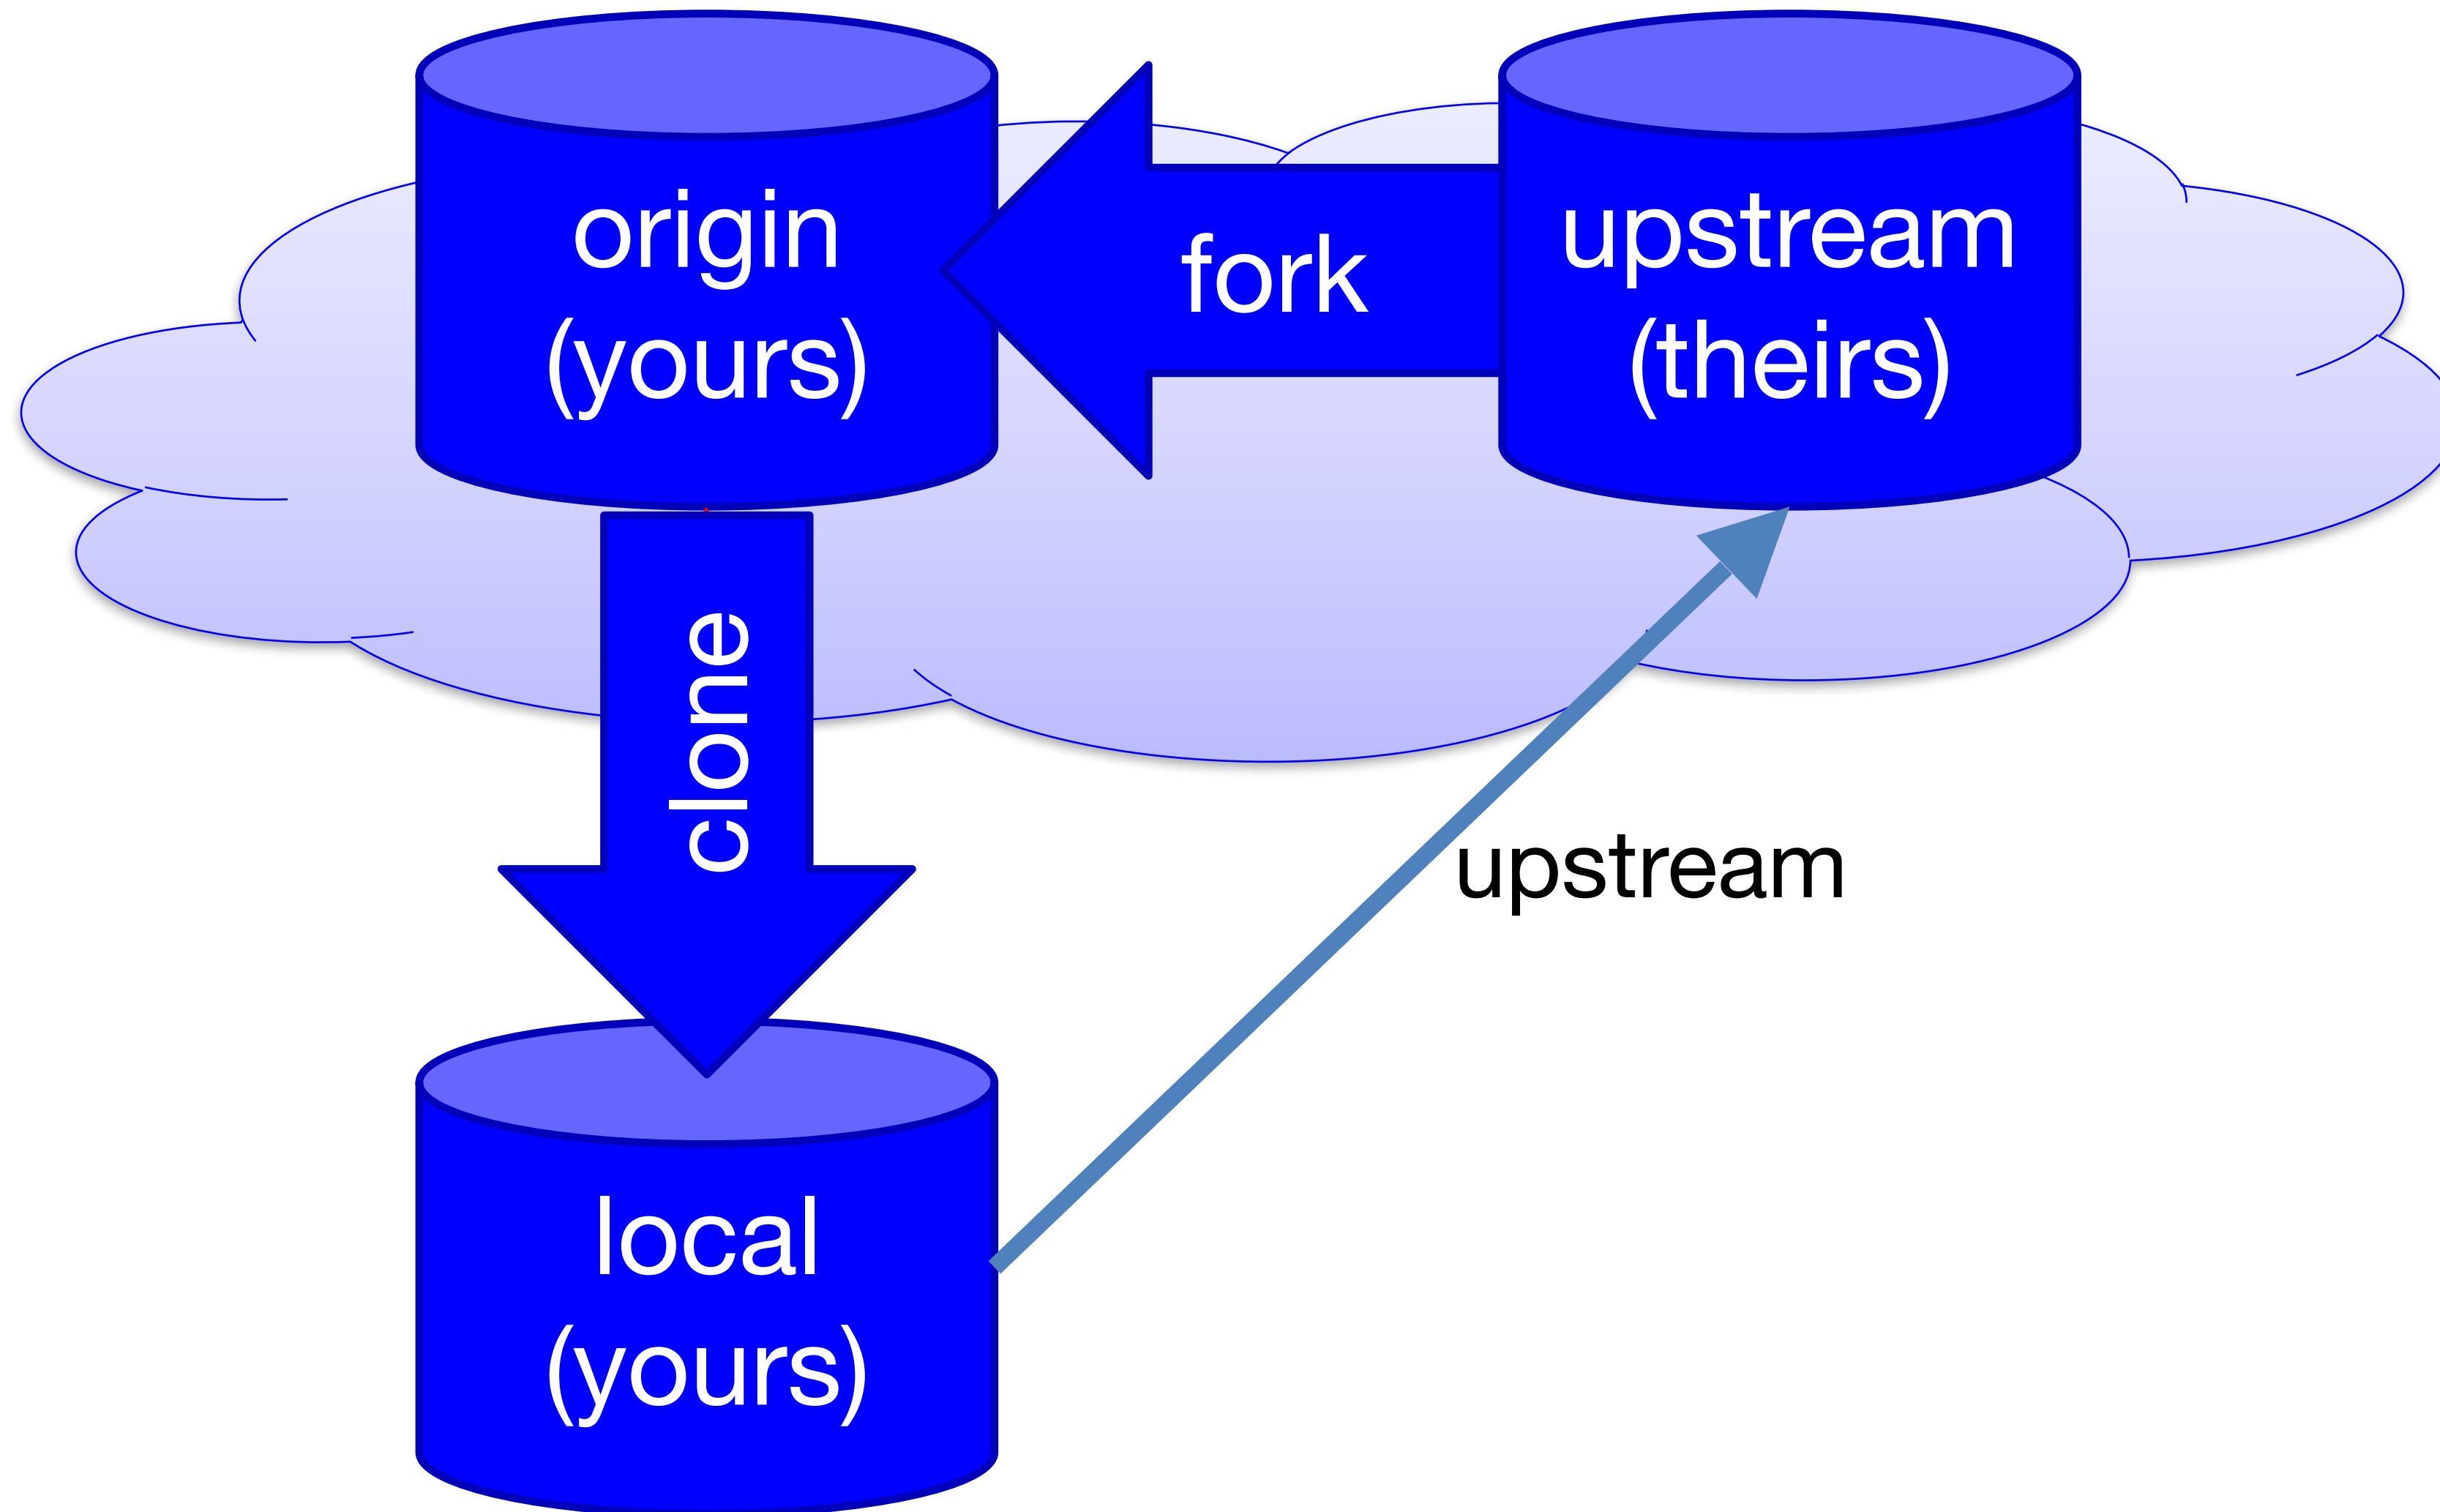 origin
(yours)
fork
upstream
(theirs)
clone
upstream
local
(yours)